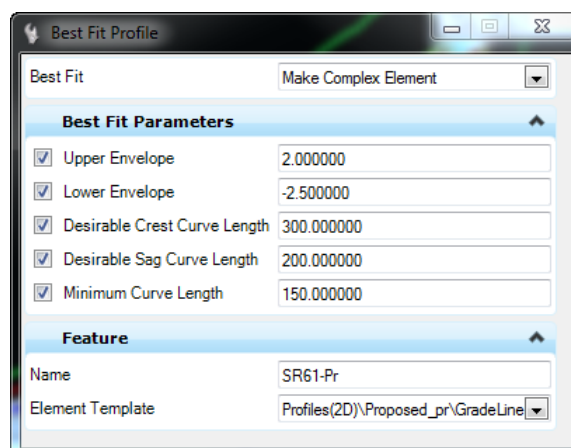 Best Fit Profile
Best Fit Make Complex Element
Best Fit Parameters
Upper Envelope 2.000000
Lower Envelope -2.500000
Desirable Crest Curve Length 300.000000
Desirable Sag Curve Length 200.000000
Minimum Curve Length 150.000000
Feature
Name SR61-Pr
Element Template Profiles(2D)\Proposed_pr\GradeLine